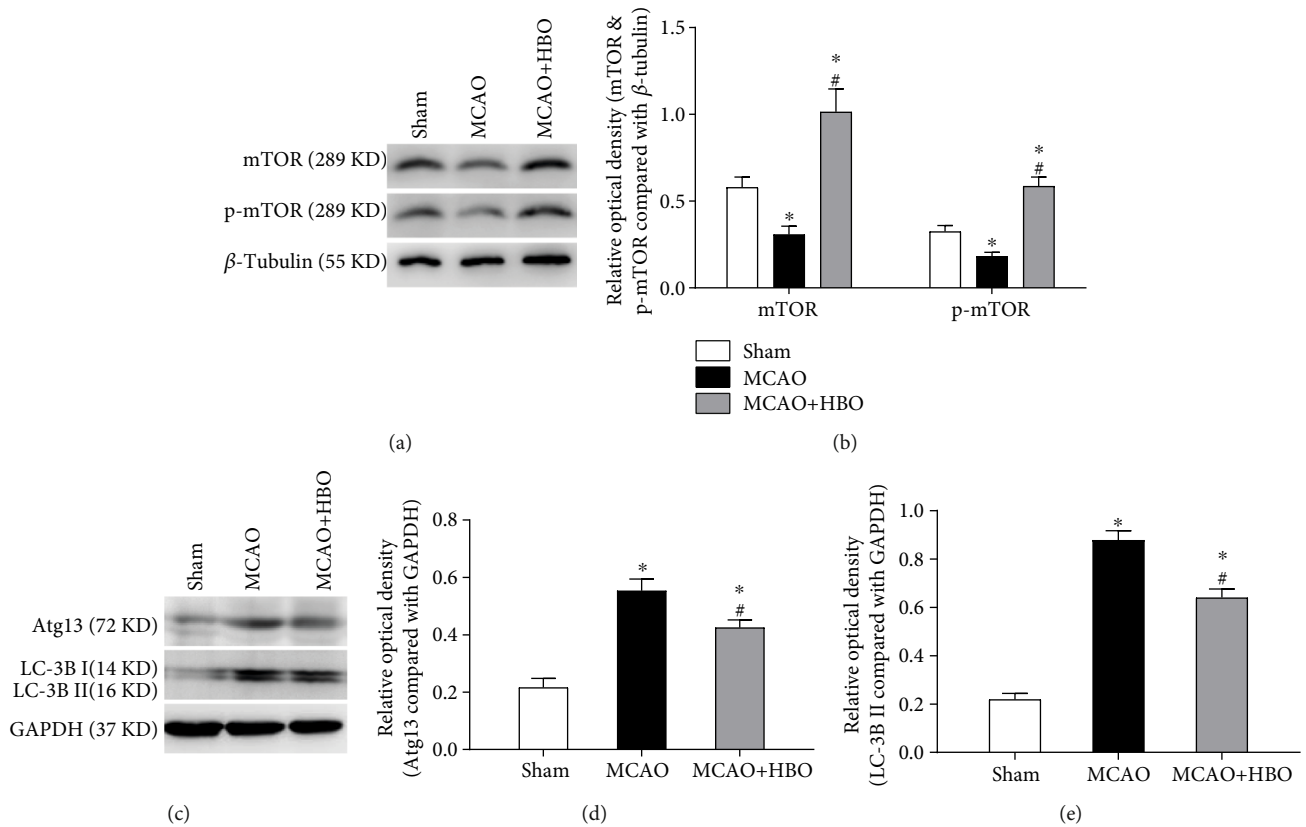 Sham
MCAO
MCAO+HBO
mTOR (289 KD)
p-mTOR (289 KD)
β-Tubulin (55 KD)
(a)
Relative optical density (mTOR &
p-mTOR compared with β-tubulin)
1.5
1.0
0.5
0.0
*
*
#
*
*
#
mTOR
p-mTOR
Sham
MCAO
MCAO+HBO
(b)
Sham
MCAO
MCAO+HBO
Atg13 (72 KD)
LC-3B I(14 KD)
LC-3B II(16 KD)
GAPDH (37 KD)
(c)
Relative optical density
(Atg13 compared with GAPDH)
0.8
0.6
0.4
0.2
0.0
*
*
#
Sham
MCAO
MCAO+HBO
(d)
Relative optical density
(LC-3B II compared with GAPDH)
1.0
0.8
0.6
0.4
0.2
0.0
*
*
#
Sham
MCAO
MCAO+HBO
(e)